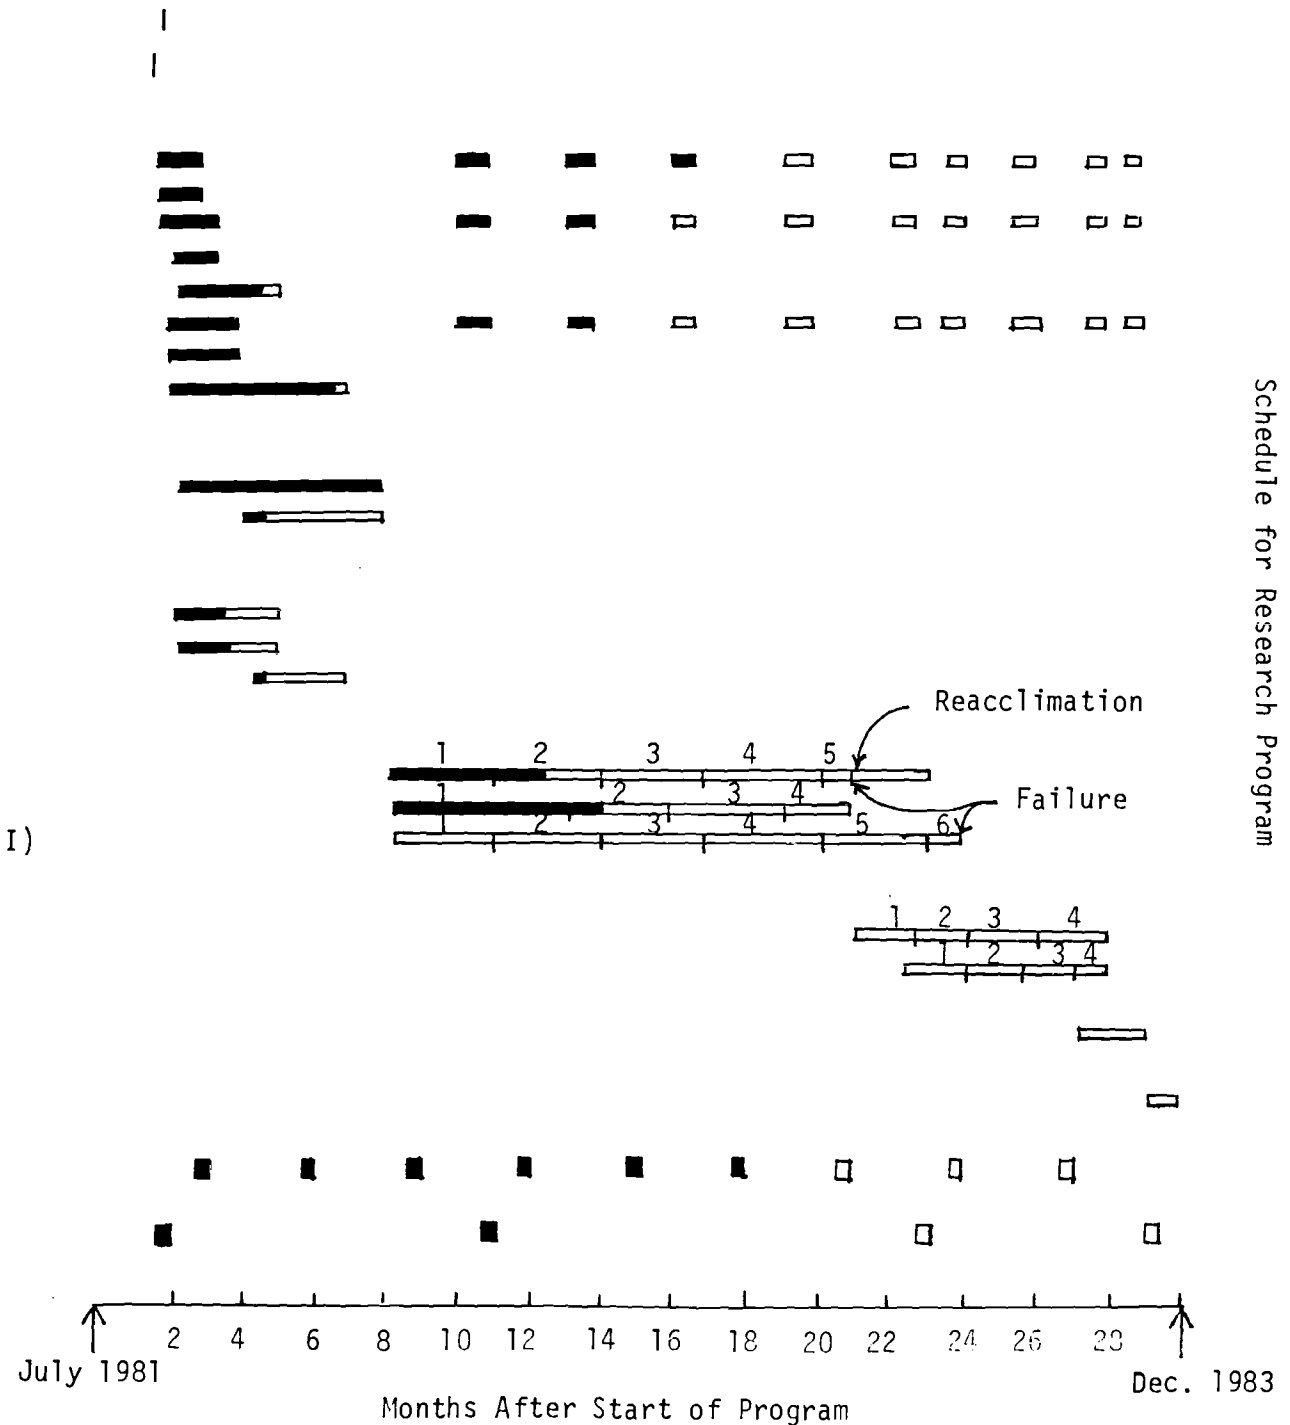 Schedule for Research Program
Reacclimation
1 2 3 4 5
Failure
1 2 3 4
I)
1 2 3 4 5 6
1 2 3 4
1 2 3 4
2 4 6 8 10 12 14 16 18 20 22 24 26 28
July 1981
Dec. 1983
Months After Start of Program